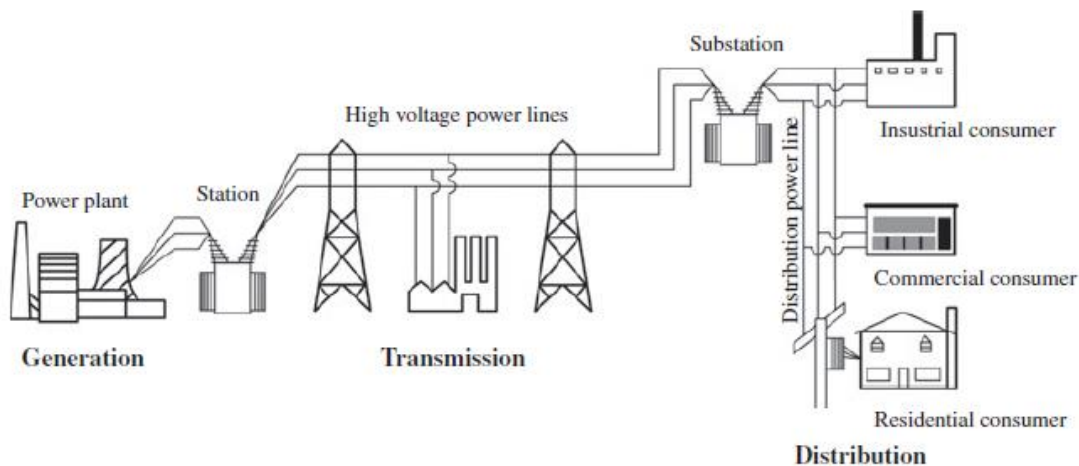 Substation
High voltage power lines
Insustrial consumer
Station
Power plant
Distribution power line
Commercial consumer
Generation
Transmission
Residential consumer
Distribution